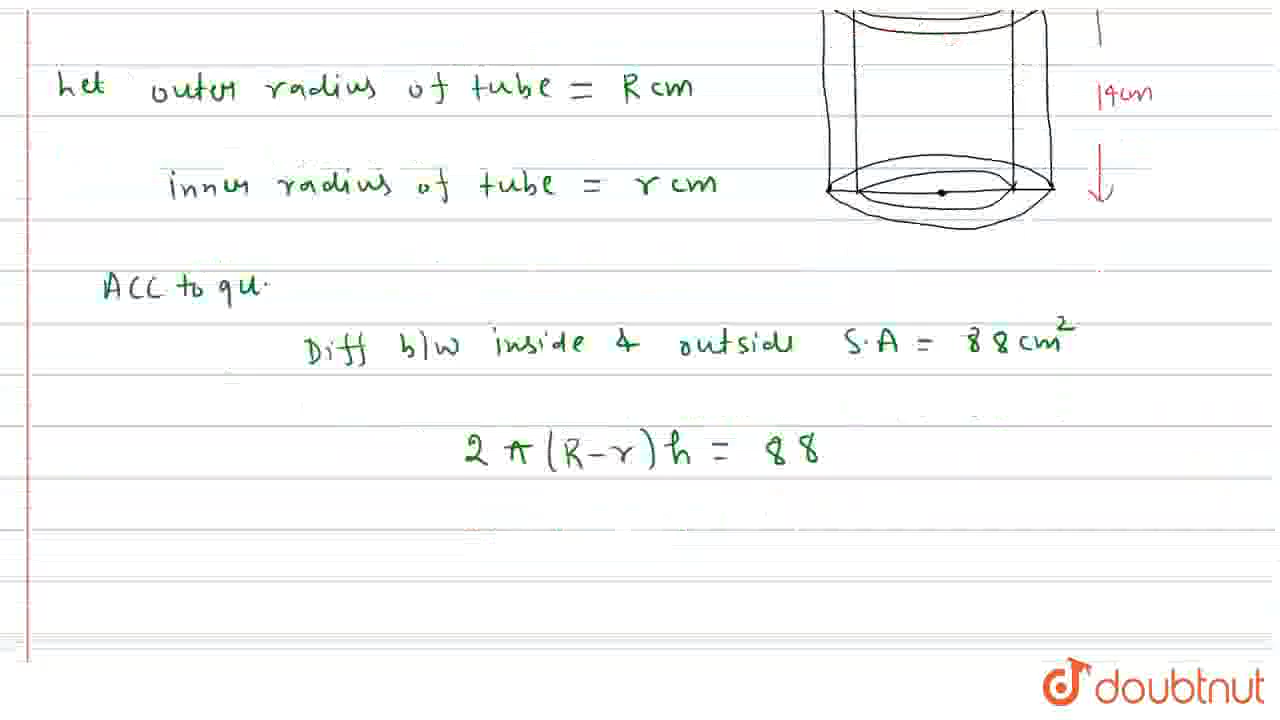 Let outer radius of tube = R cm
14cm
inner radius of tube = r cm
ACC to qu.
Diff b/w inside & outside S.A = 88 cm²
2 π (R-r) h = 88
doubtnut